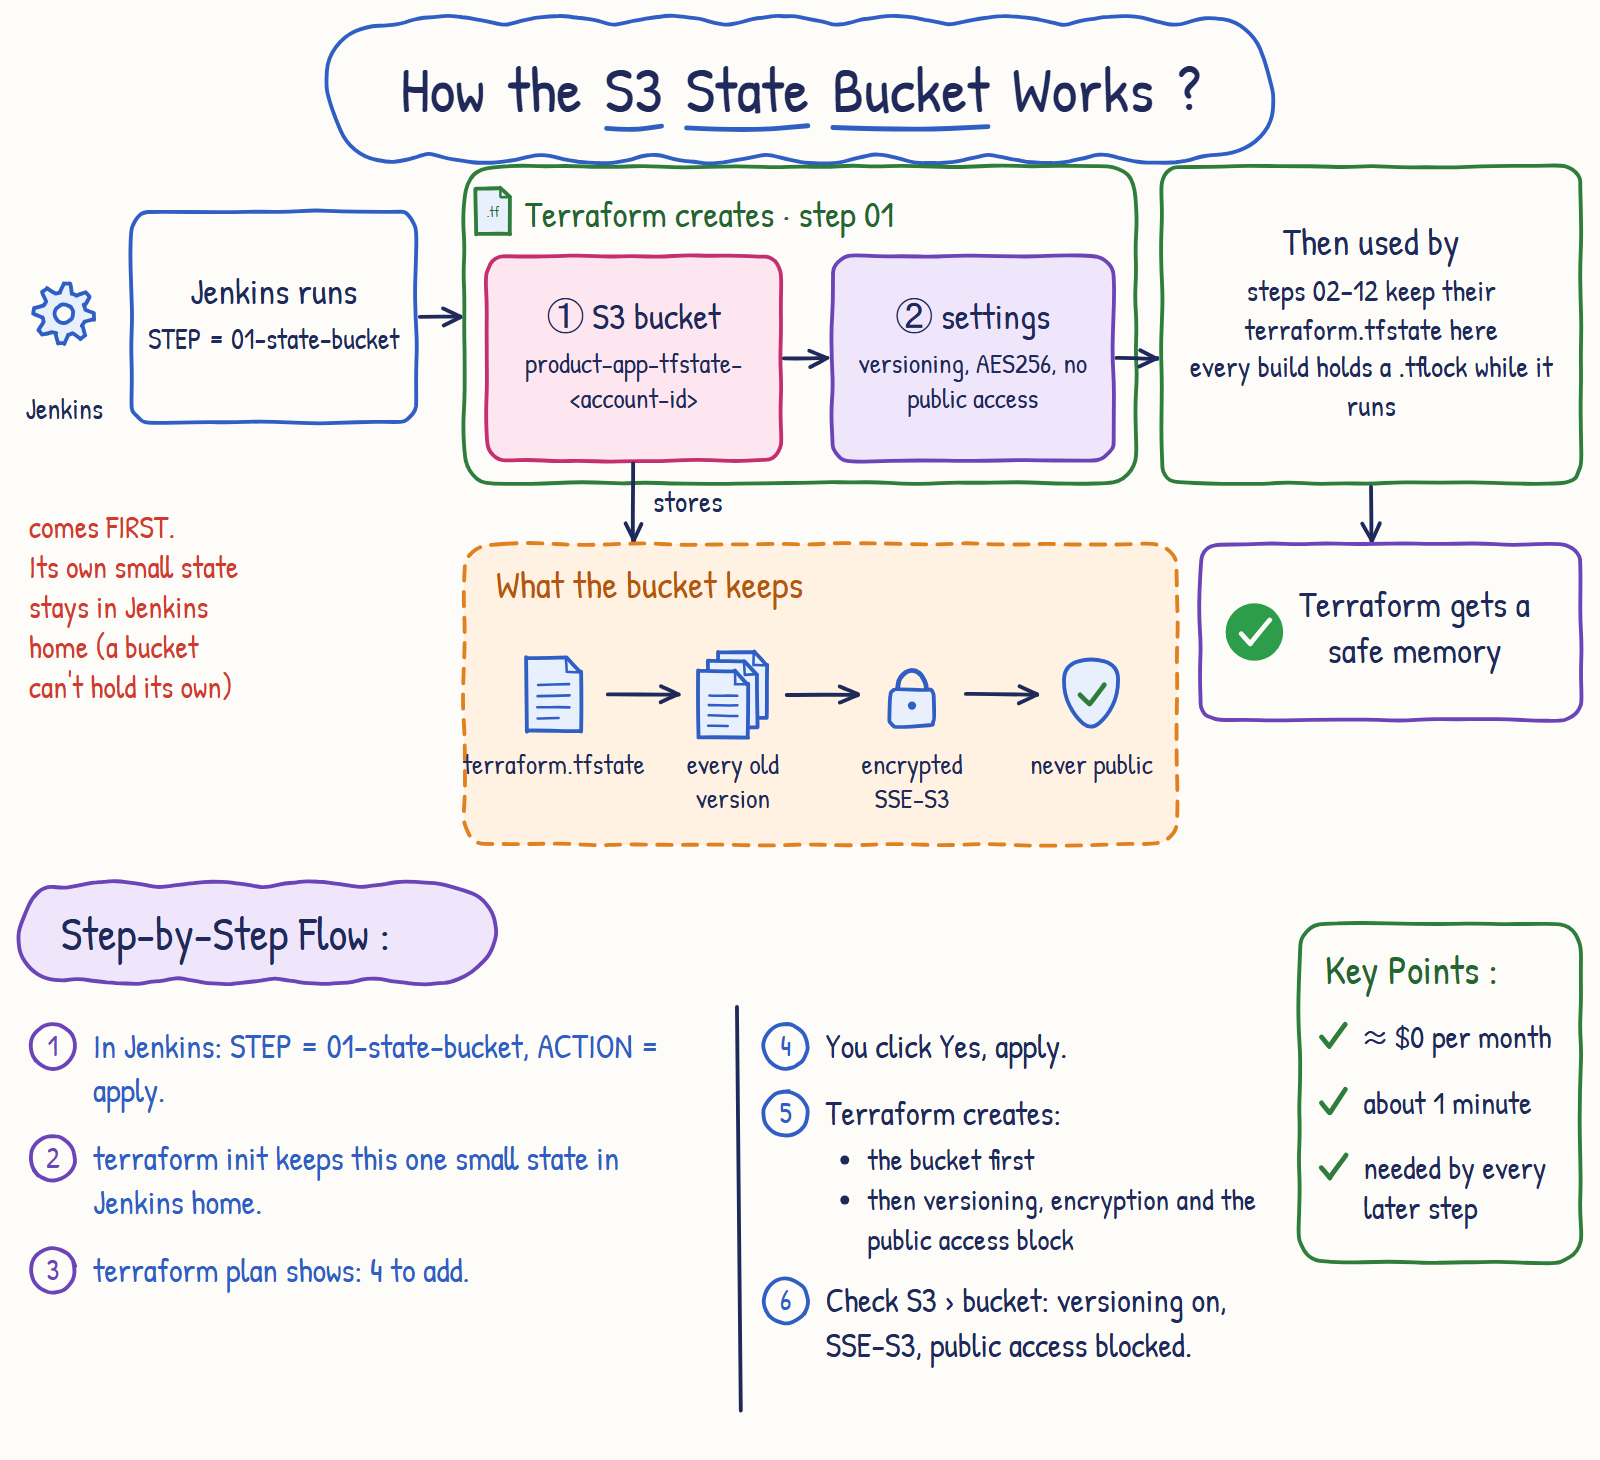 How the S3 State Bucket Works ?
.tf
Terraform creates · step 01
Jenkins
Jenkins runs
STEP = 01-state-bucket
① S3 bucket
product-app-tfstate-
<account-id>
② settings
versioning, AES256, no
public access
Then used by
steps 02-12 keep their
terraform.tfstate here
every build holds a .tflock while it
runs
stores
comes FIRST.
Its own small state
stays in Jenkins
home (a bucket
can't hold its own)
What the bucket keeps
terraform.tfstate
every old
version
encrypted
SSE-S3
never public
Terraform gets a
safe memory
Step-by-Step Flow :
1 In Jenkins: STEP = 01-state-bucket, ACTION =
apply.
2 terraform init keeps this one small state in
Jenkins home.
3 terraform plan shows: 4 to add.
4 You click Yes, apply.
5 Terraform creates:
• the bucket first
• then versioning, encryption and the
public access block
6 Check S3 › bucket: versioning on,
SSE-S3, public access blocked.
Key Points :
≈ $0 per month
about 1 minute
needed by every
later step